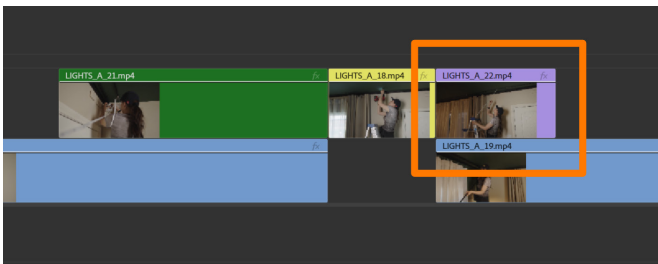 LIGHTS_A_21.mp4 fx
LIGHTS_A_18.mp4 fx
LIGHTS_A_22.mp4 fx
fx
LIGHTS_A_19.mp4